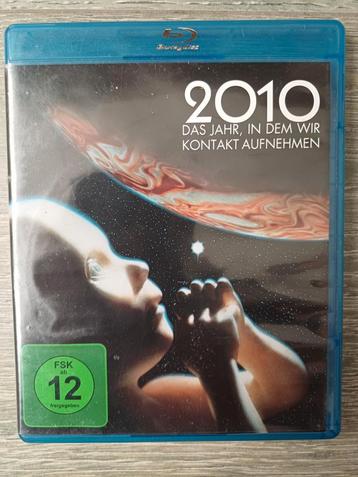 Blu-ray Disc
2010
DAS JAHR, IN DEM WIR
KONTAKT AUFNEHMEN
FSK
ab
12
freigegeben